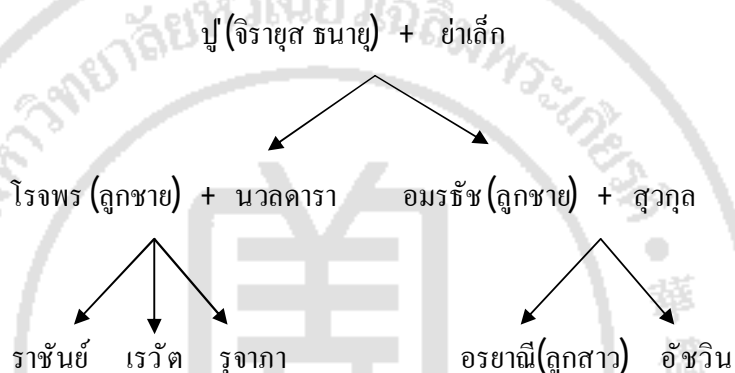 ปู่ (จิรายุส ธนายุ) + ย่าเล็ก
โรจพร (ลูกชาย) + นวลดารา อมรธัช (ลูกชาย) + สุวกุล
ราชันย์ เรวัต รุจาภา อรยาณี(ลูกสาว) อัชวิน